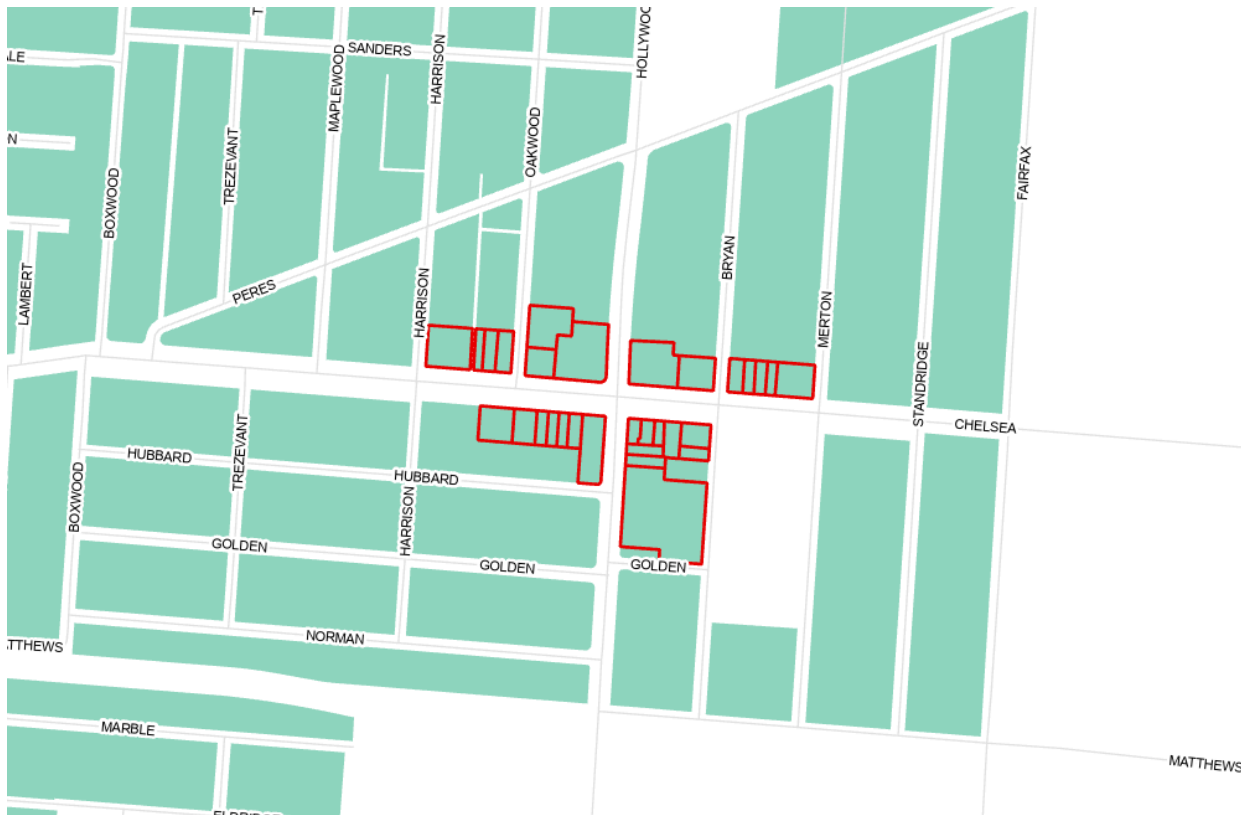 T
HOLLYWOO
SANDERS
ALE
MAPLEWOOD
HARRISON
N
TREZEVANT
OAKWOOD
BOXWOOD
FAIRFAX
BRYAN
LAMBERT
PERES
HARRISON
MERTON
STANDRIDGE
CHELSEA
TREZEVANT
HUBBARD
HUBBARD
BOXWOOD
HARRISON
GOLDEN
GOLDEN
GOLDEN
NORMAN
ATTHEWS
MARBLE
MATTHEWS